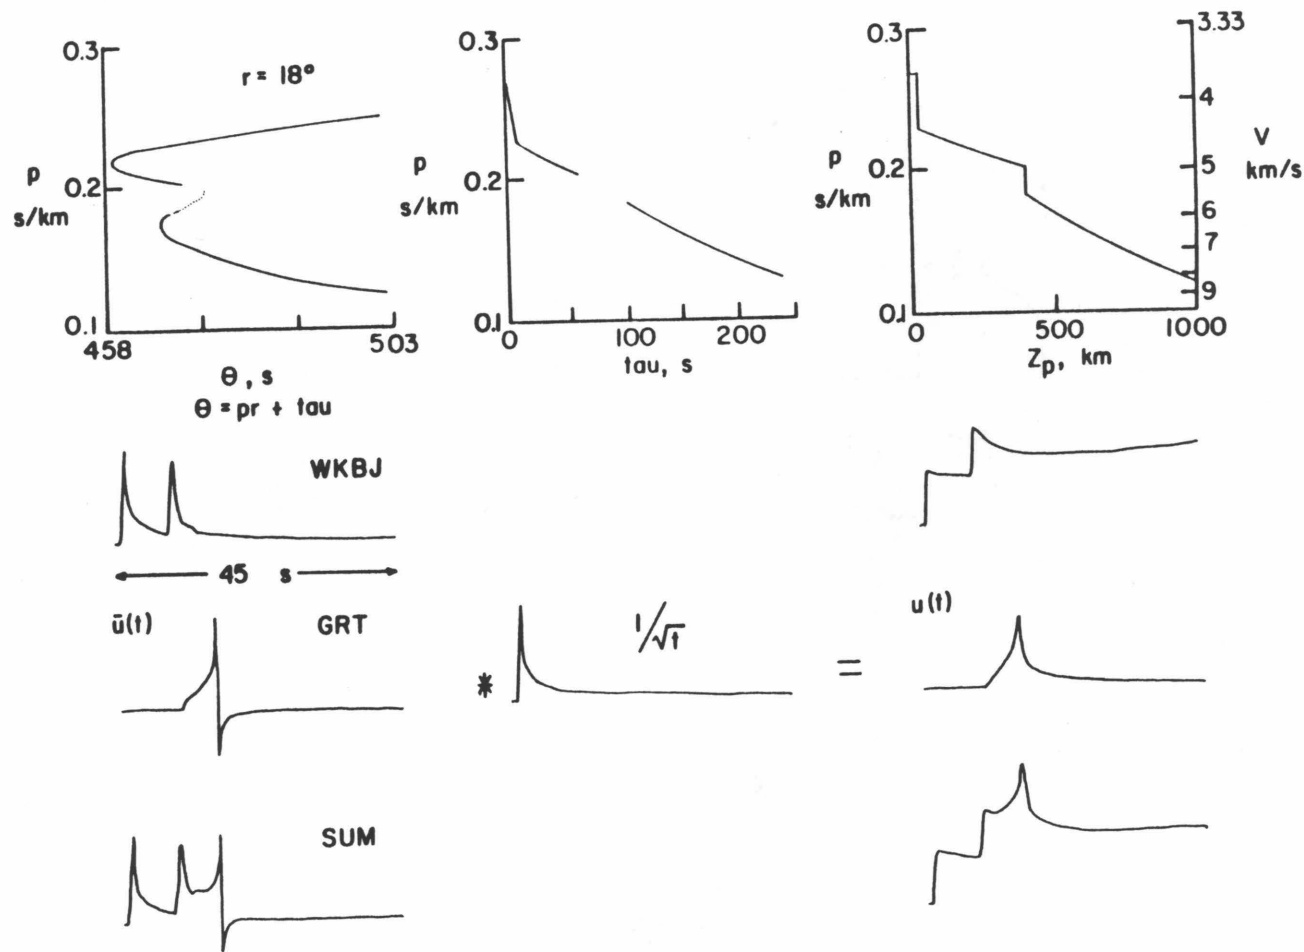 0.3
r = 18°
p
s/km
0.2
0.1
458
503
Θ, s
Θ = pr + tau
0.3
p
s/km
0.2
0.1
0
100
200
tau, s
0.3
p
s/km
0.2
0.1
0
500
1000
Zp, km
3.33
4
5
6
7
9
V
km/s
WKBJ
45 s
ū(t)
GRT
*
1/√t
=
u(t)
SUM